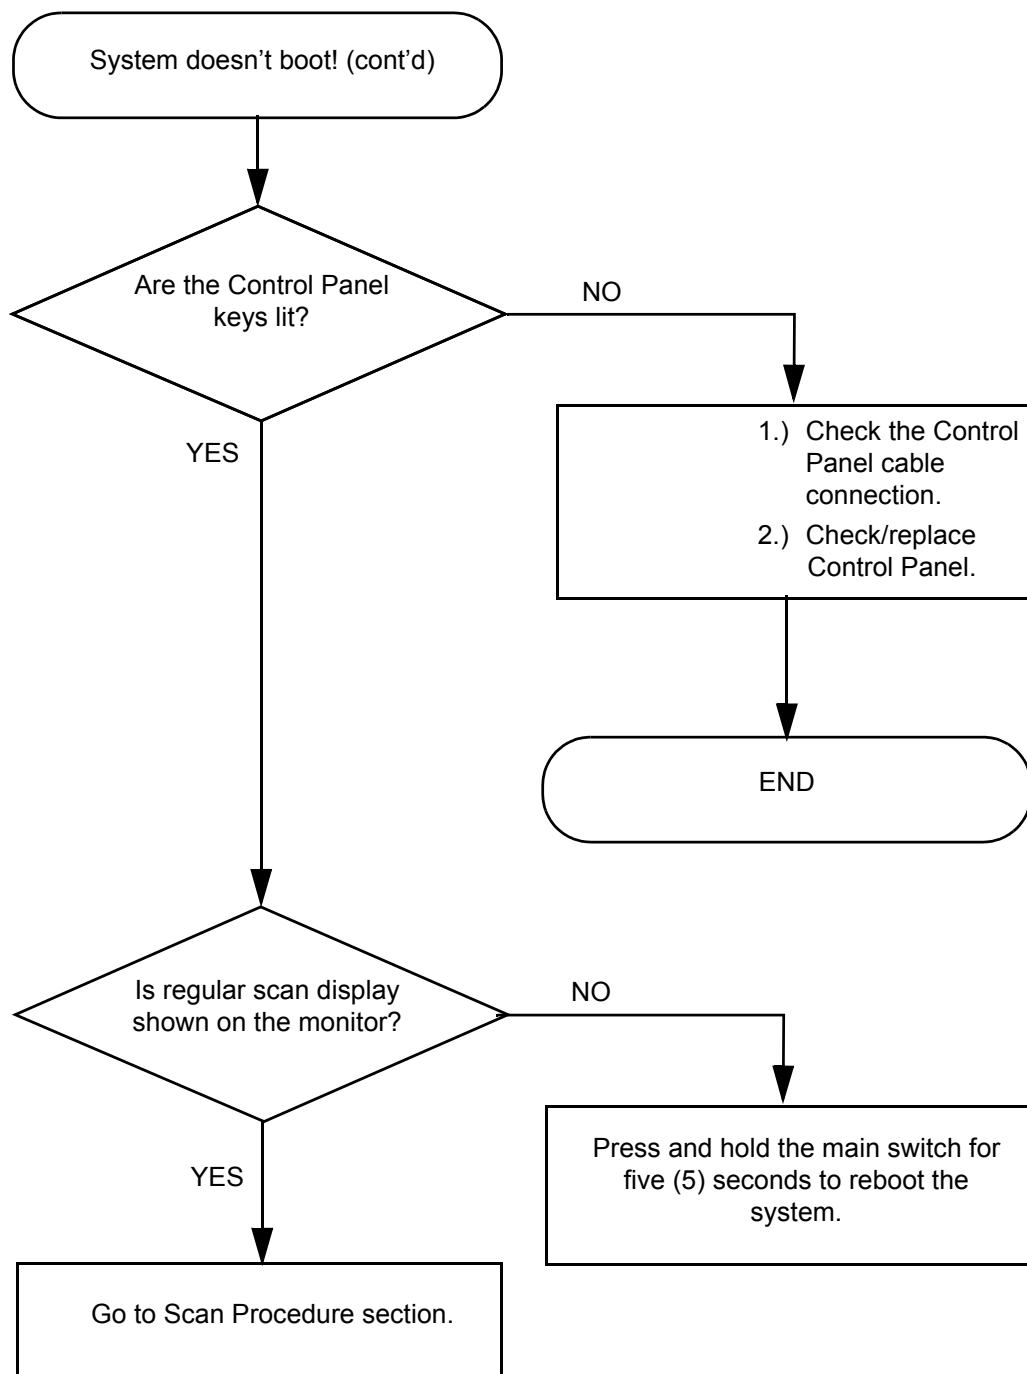 System doesn’t boot! (cont’d)
Are the Control Panel
keys lit?
NO
YES
1.) Check the Control
Panel cable
connection.
2.) Check/replace
Control Panel.
END
Is regular scan display
shown on the monitor?
NO
YES
Press and hold the main switch for
five (5) seconds to reboot the
system.
Go to Scan Procedure section.